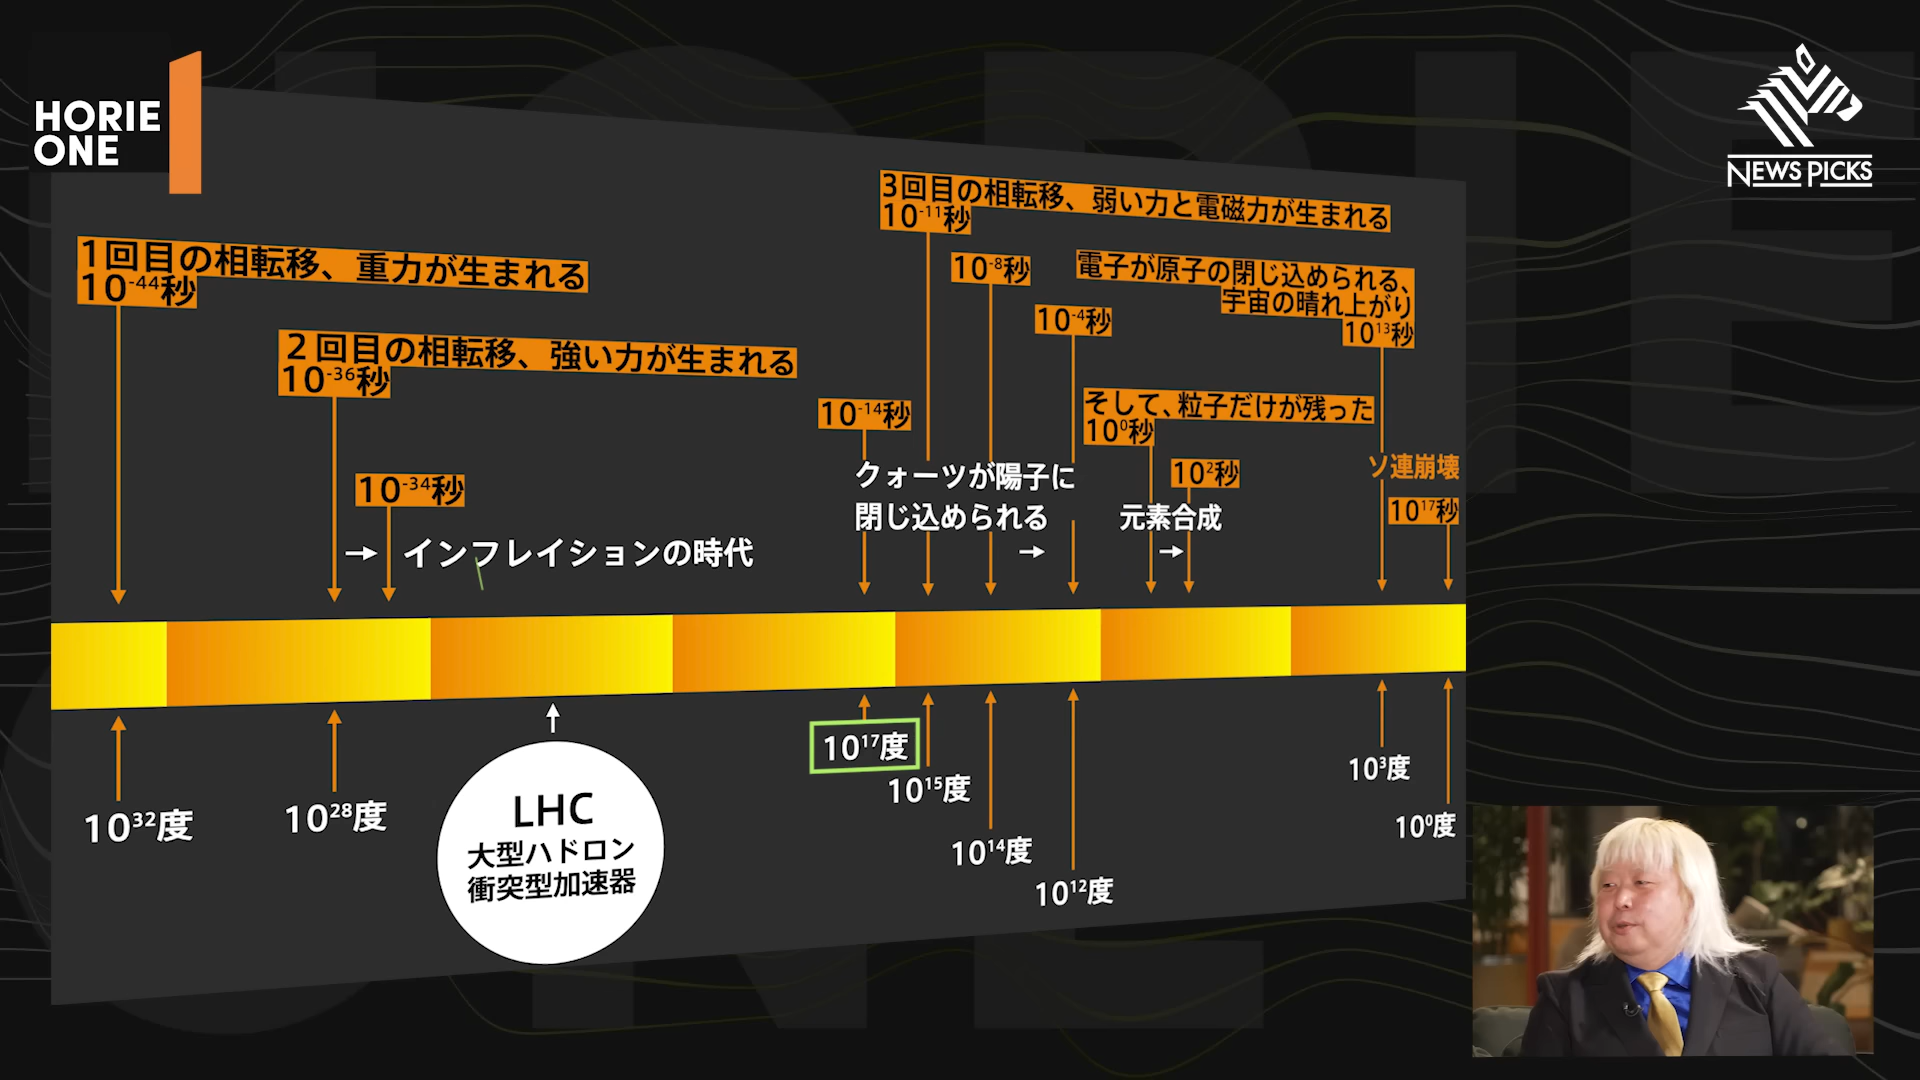 HORIE
ONE
NEWSPICKS
1回目の相転移、重力が生まれる
10⁻⁴⁴秒
2回目の相転移、強い力が生まれる
10⁻³⁶秒
10⁻³⁴秒
→ インフレイションの時代
10⁻¹⁴秒
3回目の相転移、弱い力と電磁力が生まれる
10⁻¹¹秒
10⁻⁸秒
10⁻⁴秒
クォーツが陽子に
閉じ込められる
→
電子が原子の閉じ込められる、
宇宙の晴れ上がり
10¹³秒
そして、粒子だけが残った
10⁰秒
10²秒
元素合成
→
ソ連崩壊
10¹⁷秒
10³²度
10²⁸度
LHC
大型ハドロン
衝突型加速器
10¹⁷度
10¹⁵度
10¹⁴度
10¹²度
10³度
10⁰度